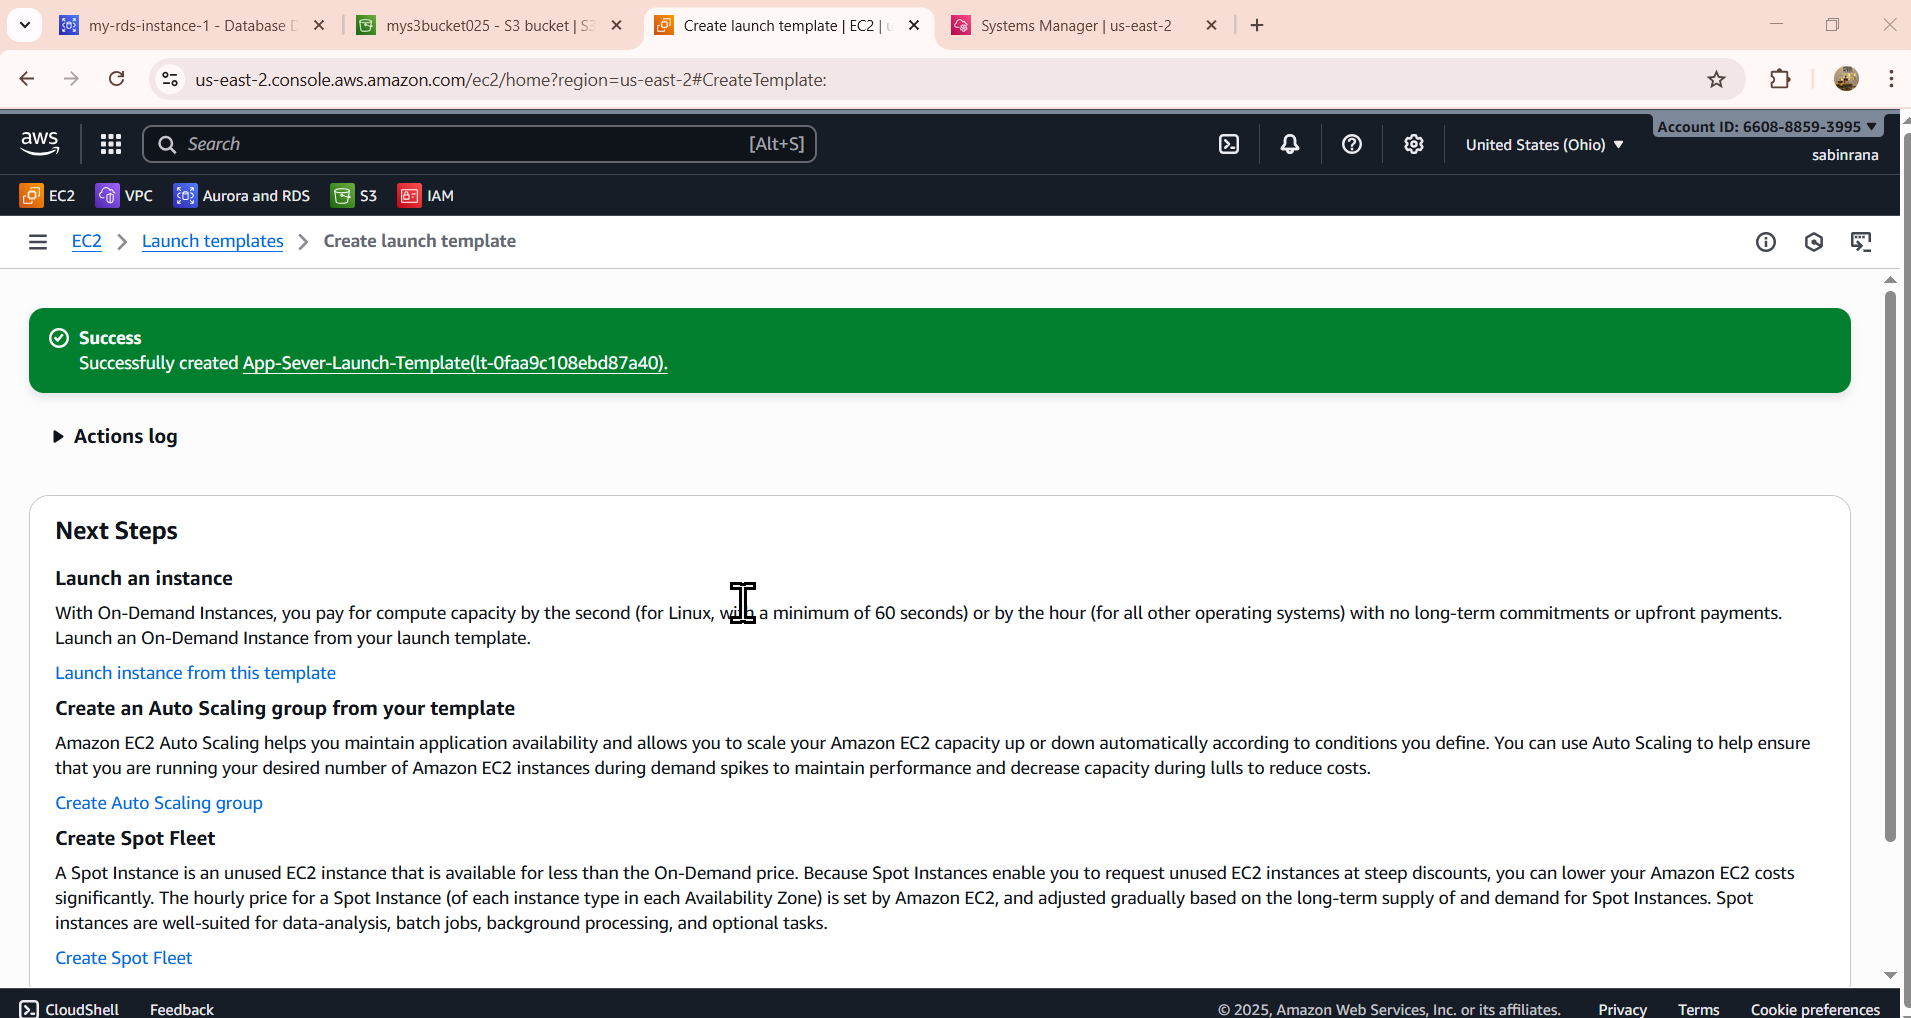 my-rds-instance-1 - Database D
mys3bucket025 - S3 bucket | S3
Create launch template | EC2 | u
Systems Manager | us-east-2
us-east-2.console.aws.amazon.com/ec2/home?region=us-east-2#CreateTemplate:
aws
Search
[Alt+S]
United States (Ohio)
Account ID: 6608-8859-3995
sabinrana
EC2
VPC
Aurora and RDS
S3
IAM
EC2 > Launch templates > Create launch template
Success
Successfully created App-Sever-Launch-Template(lt-0faa9c108ebd87a40).
Actions log
Next Steps
Launch an instance
With On-Demand Instances, you pay for compute capacity by the second (for Linux, with a minimum of 60 seconds) or by the hour (for all other operating systems) with no long-term commitments or upfront payments.
Launch an On-Demand Instance from your launch template.
Launch instance from this template
Create an Auto Scaling group from your template
Amazon EC2 Auto Scaling helps you maintain application availability and allows you to scale your Amazon EC2 capacity up or down automatically according to conditions you define. You can use Auto Scaling to help ensure
that you are running your desired number of Amazon EC2 instances during demand spikes to maintain performance and decrease capacity during lulls to reduce costs.
Create Auto Scaling group
Create Spot Fleet
A Spot Instance is an unused EC2 instance that is available for less than the On-Demand price. Because Spot Instances enable you to request unused EC2 instances at steep discounts, you can lower your Amazon EC2 costs
significantly. The hourly price for a Spot Instance (of each instance type in each Availability Zone) is set by Amazon EC2, and adjusted gradually based on the long-term supply of and demand for Spot Instances. Spot
instances are well-suited for data-analysis, batch jobs, background processing, and optional tasks.
Create Spot Fleet
CloudShell
Feedback
© 2025, Amazon Web Services, Inc. or its affiliates.
Privacy
Terms
Cookie preferences